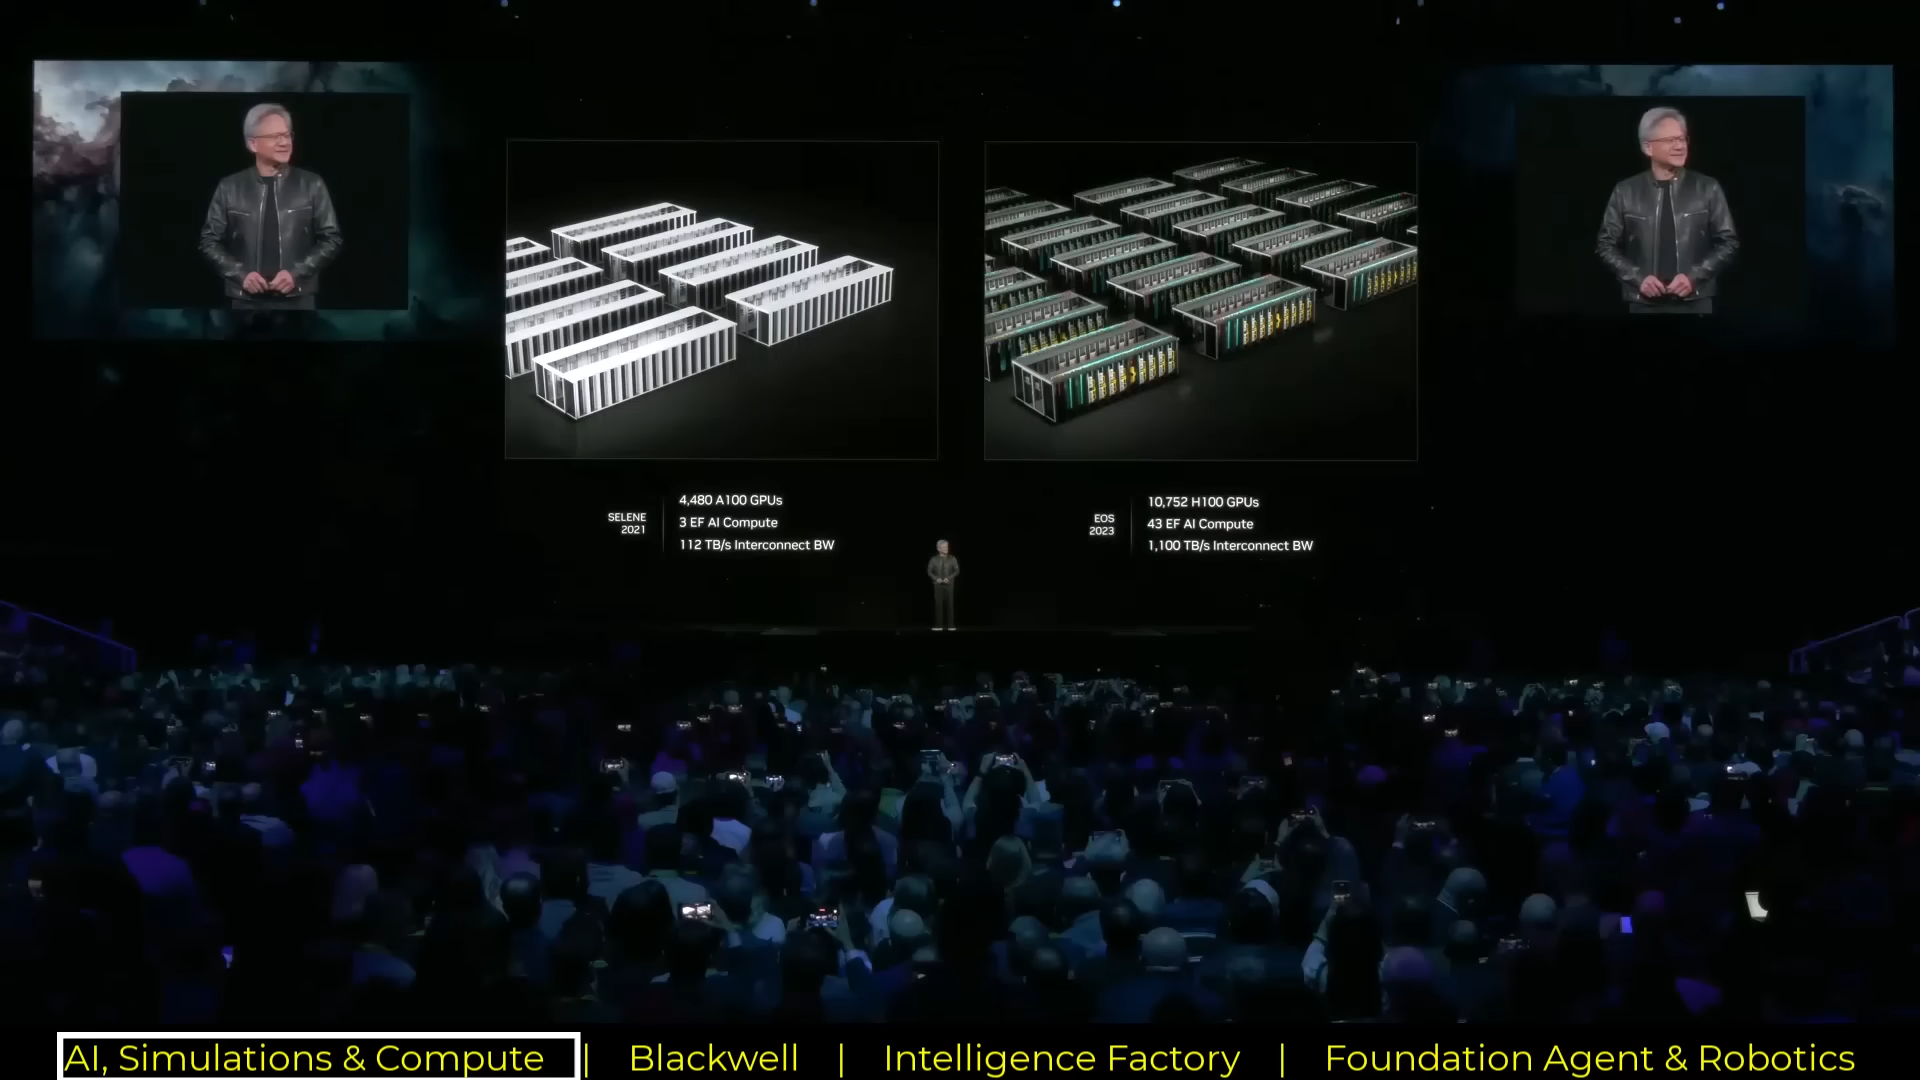 SELENE
2021
4,480 A100 GPUs
3 EF AI Compute
112 TB/s Interconnect BW
EOS
2023
10,752 H100 GPUs
43 EF AI Compute
1,100 TB/s Interconnect BW
AI, Simulations & Compute | Blackwell | Intelligence Factory | Foundation Agent & Robotics